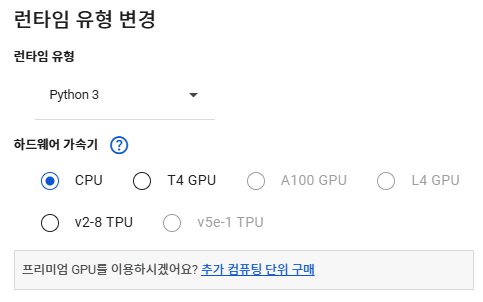 런타임 유형 변경
런타임 유형
Python 3
하드웨어 가속기 ?
CPU T4 GPU A100 GPU L4 GPU
v2-8 TPU v5e-1 TPU
프리미엄 GPU를 이용하시겠어요? 추가 컴퓨팅 단위 구매